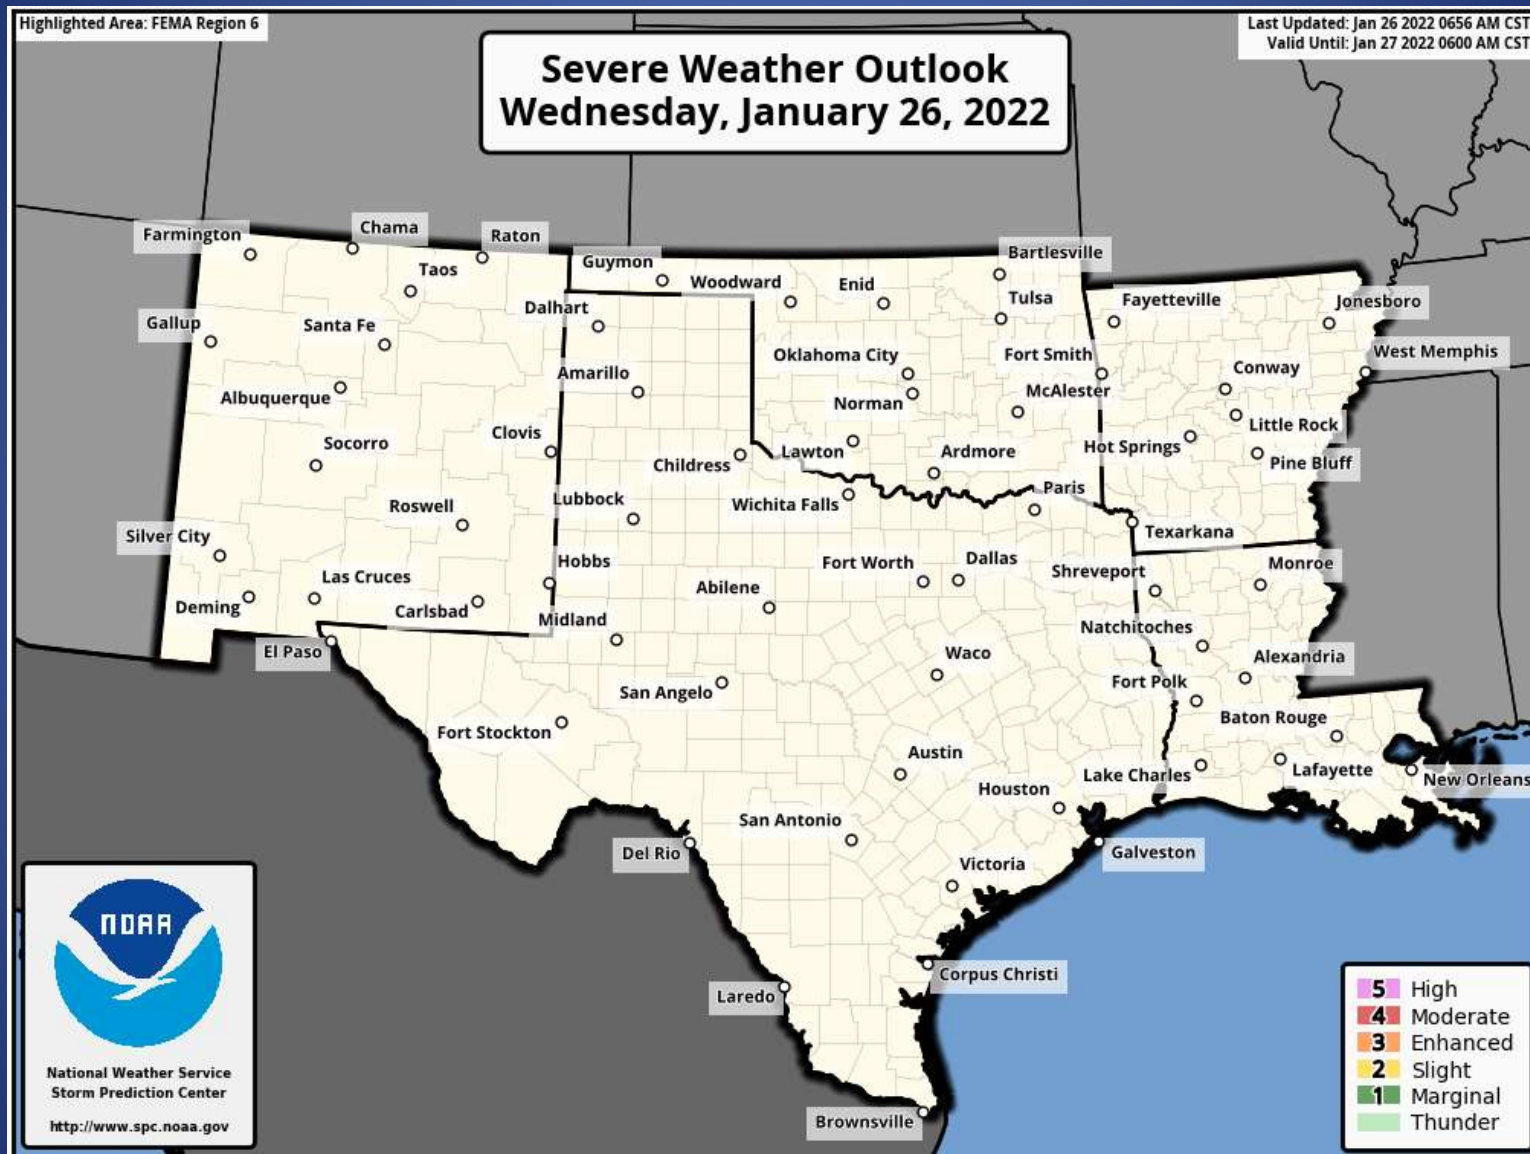 Highlighted Area: FEMA Region 6
Last Updated: Jan 26 2022 0656 AM CST
Valid Until: Jan 27 2022 0600 AM CST
Severe Weather Outlook
Wednesday, January 26, 2022
Farmington
Chama
Raton
Taos
Guymon
Woodward
Enid
Bartlesville
Tulsa
Fayetteville
Jonesboro
Gallup
Santa Fe
Dalhart
Oklahoma City
Fort Smith
West Memphis
Albuquerque
Amarillo
Norman
McAlester
Conway
Little Rock
Socorro
Clovis
Childress
Lawton
Ardmore
Hot Springs
Pine Bluff
Roswell
Lubbock
Wichita Falls
Paris
Texarkana
Silver City
Las Cruces
Hobbs
Abilene
Fort Worth
Dallas
Shreveport
Monroe
Deming
Carlsbad
Midland
Natchitoches
El Paso
San Angelo
Waco
Alexandria
Fort Polk
Fort Stockton
Baton Rouge
Austin
Houston
Lake Charles
Lafayette
New Orleans
San Antonio
Del Rio
Victoria
Galveston
Corpus Christi
Laredo
Brownsville
NOAA
National Weather Service
Storm Prediction Center
http://www.spc.noaa.gov
5 High
4 Moderate
3 Enhanced
2 Slight
1 Marginal
Thunder